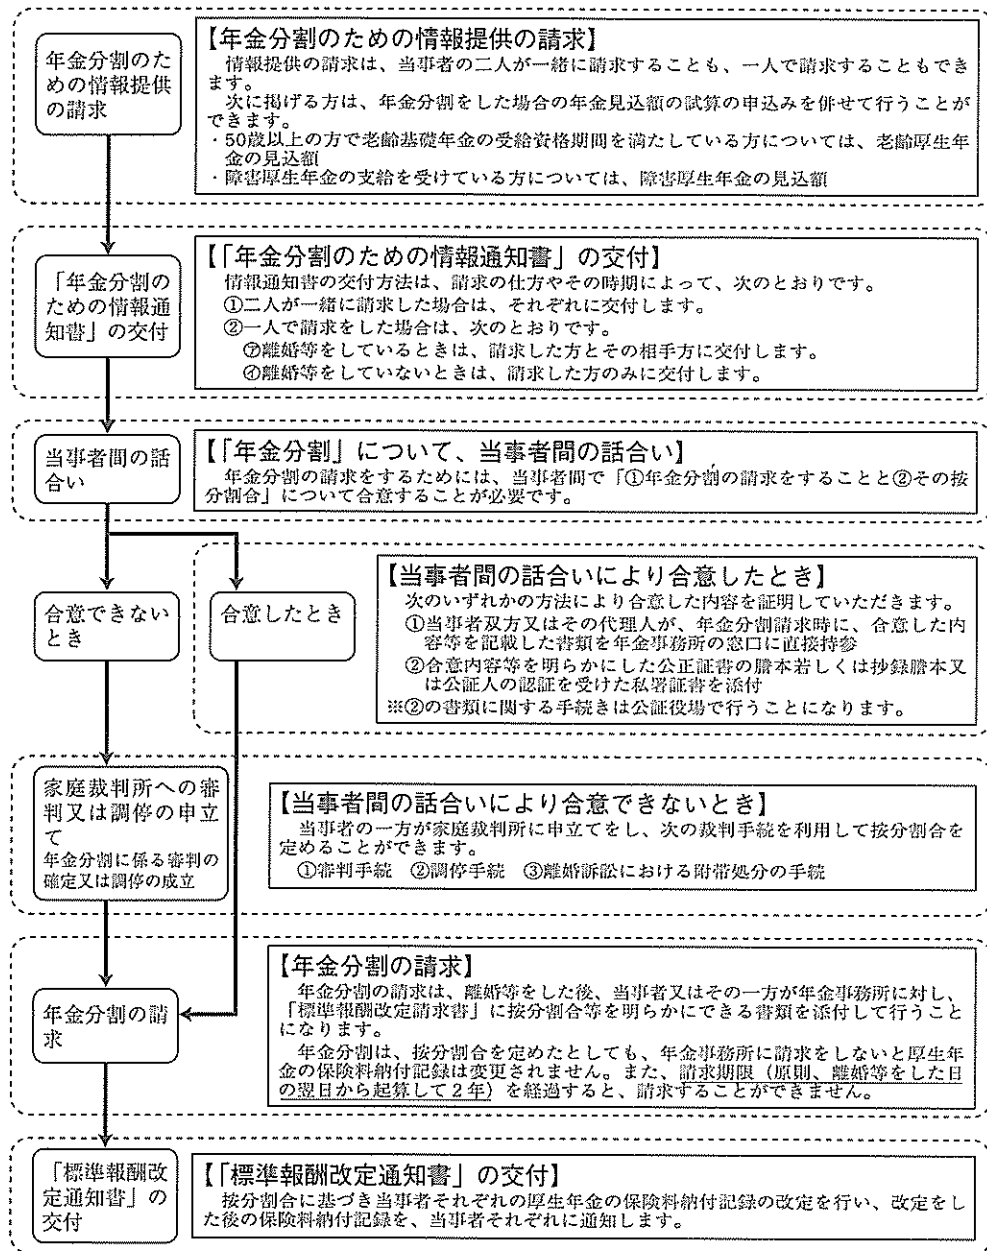 年金分割のた
めの情報提供
の請求
【年金分割のための情報提供の請求】
情報提供の請求は、当事者の二人が一緒に請求することも、一人で請求することもでき
ます。
次に掲げる方は、年金分割をした場合の年金見込額の試算の申込みを併せて行うことが
できます。
・50歳以上の方で老齢基礎年金の受給資格期間を満たしている方については、老齢厚生年
金の見込額
・障害厚生年金の支給を受けている方については、障害厚生年金の見込額
「年金分割の
ための情報通
知書」の交付
【「年金分割のための情報通知書」の交付】
情報通知書の交付方法は、請求の仕方やその時期によって、次のとおりです。
①二人が一緒に請求した場合は、それぞれに交付します。
②一人で請求をした場合は、次のとおりです。
㋐離婚等をしているときは、請求した方とその相手方に交付します。
㋑離婚等をしていないときは、請求した方のみに交付します。
当事者間の話
合い
【「年金分割」について、当事者間の話合い】
年金分割の請求をするためには、当事者間で「①年金分割の請求をすることと②その按
分割合」について合意することが必要です。
合意できない
とき
合意したとき
【当事者間の話合いにより合意したとき】
次のいずれかの方法により合意した内容を証明していただきます。
①当事者双方又はその代理人が、年金分割請求時に、合意した内
容等を記載した書類を年金事務所の窓口に直接持参
②合意内容等を明らかにした公正証書の謄本若しくは抄録謄本又
は公証人の認証を受けた私署証書を添付
※②の書類に関する手続きは公証役場で行うことになります。
家庭裁判所への審
判又は調停の申立
て
年金分割に係る審判の
確定又は調停の成立
【当事者間の話合いにより合意できないとき】
当事者の一方が家庭裁判所に申立てをし、次の裁判手続を利用して按分割合を
定めることができます。
①審判手続 ②調停手続 ③離婚訴訟における附帯処分の手続
年金分割の請
求
【年金分割の請求】
年金分割の請求は、離婚等をした後、当事者又はその一方が年金事務所に対し、
「標準報酬改定請求書」に按分割合等を明らかにできる書類を添付して行うこと
になります。
年金分割は、按分割合を定めたとしても、年金事務所に請求をしないと厚生年
金の保険料納付記録は変更されません。また、請求期限（原則、離婚等をした日
の翌日から起算して2年）を経過すると、請求することができません。
「標準報酬改
定通知書」の
交付
【「標準報酬改定通知書」の交付】
按分割合に基づき当事者それぞれの厚生年金の保険料納付記録の改定を行い、改定をし
た後の保険料納付記録を、当事者それぞれに通知します。